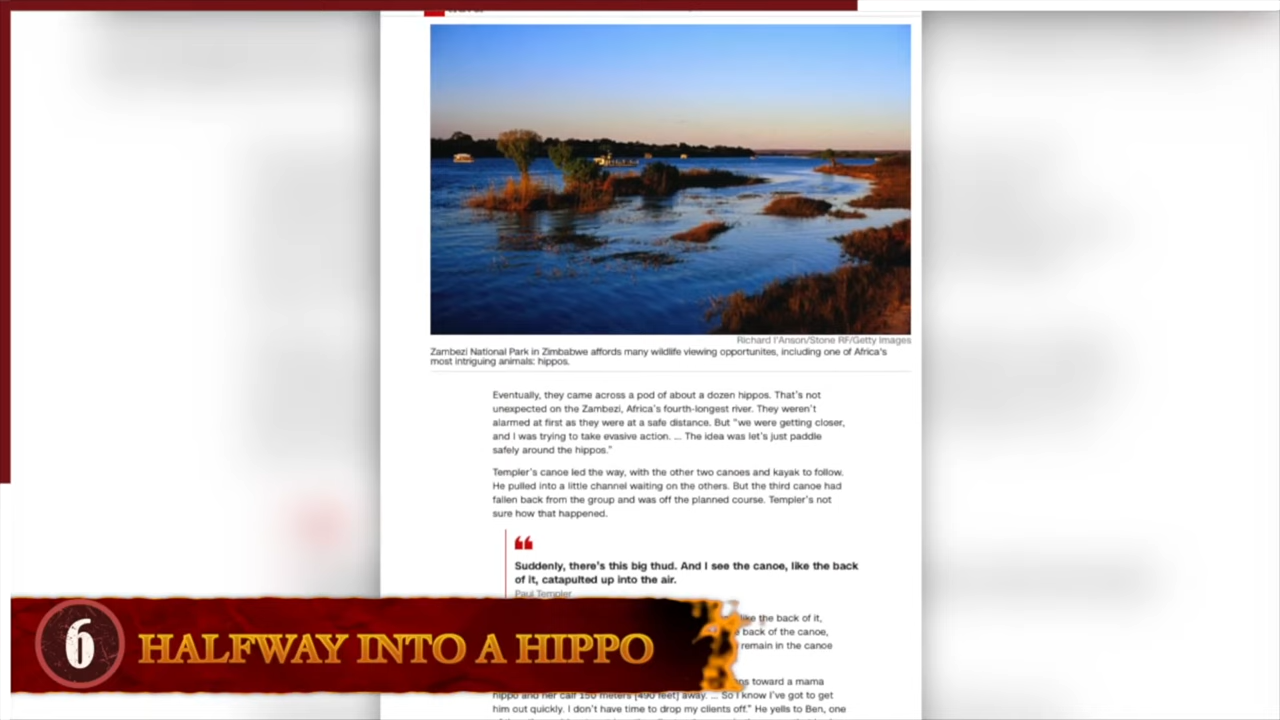 Richard I'Anson/Stone RF/Getty Images
Zambezi National Park in Zimbabwe affords many wildlife viewing opportunites, including one of Africa's
most intriguing animals: hippos.
Eventually, they came across a pod of about a dozen hippos. That's not
unexpected on the Zambezi, Africa's fourth-longest river. They weren't
alarmed at first as they were at a safe distance. But "we were getting closer,
and I was trying to take evasive action. ... The idea was let's just paddle
safely around the hippos."
Templer's canoe led the way, with the other two canoes and kayak to follow.
He pulled into a little channel waiting on the others. But the third canoe had
fallen back from the group and was off the planned course. Templer's not
sure how that happened.
“
Suddenly, there's this big thud. And I see the canoe, like the back
of it, catapulted up into the air.
Paul Templer
like the back of it,
back of the canoe,
remain in the canoe
toward a mama
hippo and her calf 150 meters [490 feet] away. ... So I know I've got to get
him out quickly. I don't have time to drop my clients off." He yells to Ben, one
6 HALFWAY INTO A HIPPO